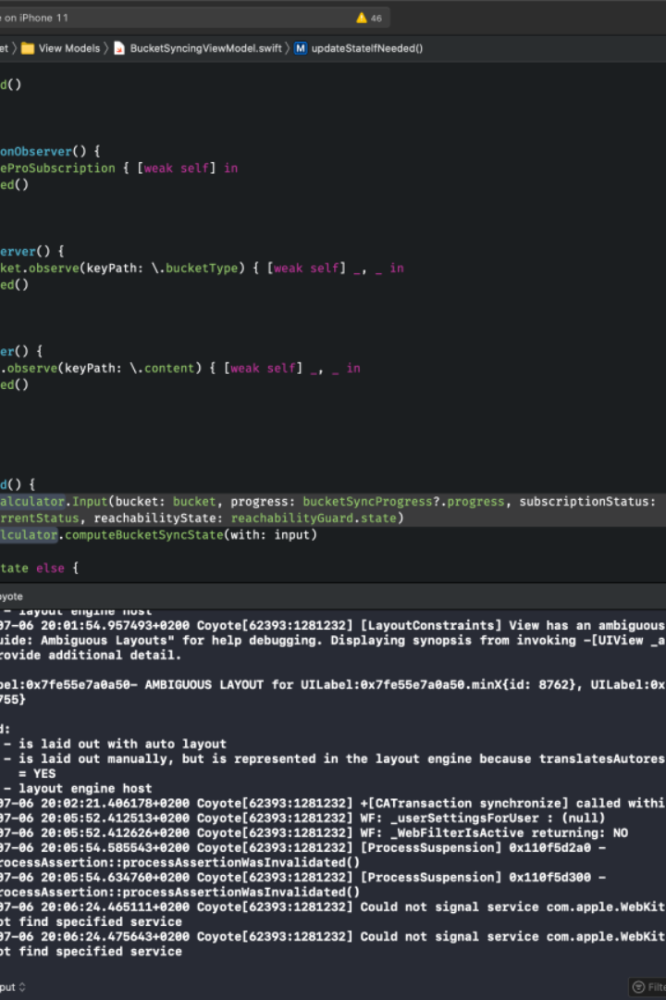 e on iPhone 11 46
et View Models BucketSyncingViewModel.swift M updateStateIfNeeded()
d()
onObserver() {
eProSubscription { [weak self] in
ed()
erver() {
ket.observe(keyPath: \.bucketType) { [weak self] _, _ in
ed()
er() {
.observe(keyPath: \.content) { [weak self] _, _ in
ed()
d() {
alculator.Input(bucket: bucket, progress: bucketSyncProgress?.progress, subscriptionStatus:
rrentStatus, reachabilityState: reachabilityGuard.state)
lculator.computeBucketSyncState(with: input)
tate else {
oyote
- layout engine host
07-06 20:01:54.957493+0200 Coyote[62393:1281232] [LayoutConstraints] View has an ambiguous
uide: Ambiguous Layouts" for help debugging. Displaying synopsis from invoking -[UIView _a
rovide additional detail.
bel:0x7fe55e7a0a50- AMBIGUOUS LAYOUT for UILabel:0x7fe55e7a0a50.minX{id: 8762}, UILabel:0x
755}
d:
- is laid out with auto layout
- is laid out manually, but is represented in the layout engine because translatesAutores
= YES
- layout engine host
07-06 20:02:21.406178+0200 Coyote[62393:1281232] +[CATransaction synchronize] called withi
07-06 20:05:52.412513+0200 Coyote[62393:1281232] WF: _userSettingsForUser : (null)
07-06 20:05:52.412626+0200 Coyote[62393:1281232] WF: _WebFilterIsActive returning: NO
07-06 20:05:54.585543+0200 Coyote[62393:1281232] [ProcessSuspension] 0x110f5d2a0 -
rocessAssertion::processAssertionWasInvalidated()
07-06 20:05:54.634760+0200 Coyote[62393:1281232] [ProcessSuspension] 0x110f5d300 -
rocessAssertion::processAssertionWasInvalidated()
07-06 20:06:24.465111+0200 Coyote[62393:1281232] Could not signal service com.apple.WebKit
ot find specified service
07-06 20:06:24.475643+0200 Coyote[62393:1281232] Could not signal service com.apple.WebKit
ot find specified service
put Filte